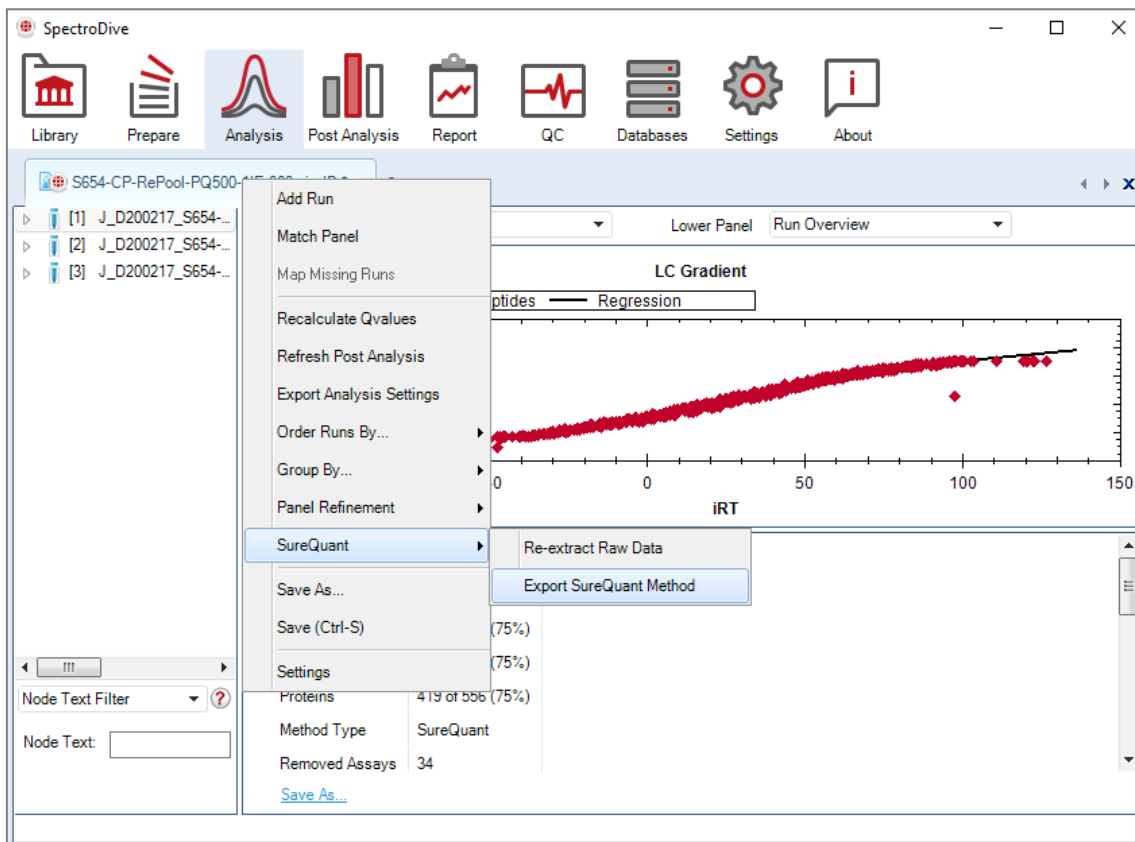 SpectroDive
Library Prepare Analysis Post Analysis Report QC Databases Settings About
S654-CP-RePool-PQ500-
[1] J_D200217_S654-...
[2] J_D200217_S654-...
[3] J_D200217_S654-...
Lower Panel Run Overview
Add Run
Match Panel
Map Missing Runs
Recalculate Qvalues
Refresh Post Analysis
Export Analysis Settings
Order Runs By...
Group By...
Panel Refinement
SureQuant
Save As...
Save (Ctrl-S)
Settings
Re-extract Raw Data
Export SureQuant Method
LC Gradient
ptides Regression
0 0 50 100 150
iRT
(75%)
(75%)
Proteins 419 of 556 (75%)
Method Type SureQuant
Removed Assays 34
Save As...
Node Text Filter ?
Node Text: